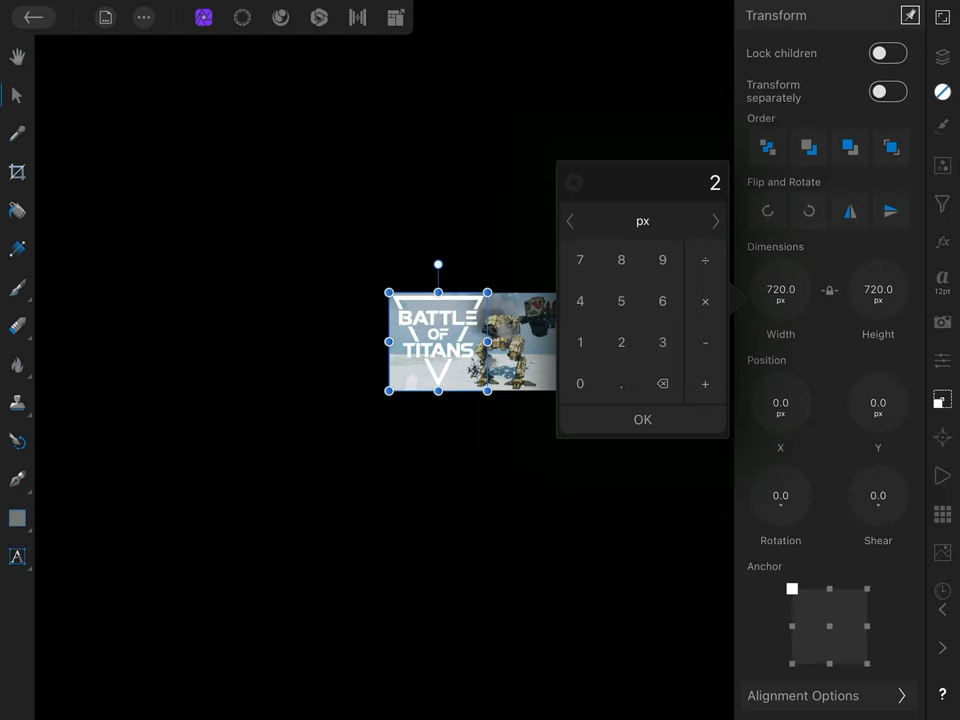 Transform
Lock children
Transform separately
Order
Flip and Rotate
Dimensions
720.0 px
720.0 px
Width
Height
Position
0.0 px
0.0 px
X
Y
0.0 °
0.0 °
Rotation
Shear
Anchor
Alignment Options
2
px
7 8 9 ÷
4 5 6 ×
1 2 3 -
0 . +
OK
BATTLE
OF
TITANS
fx
a
12pt
A
?